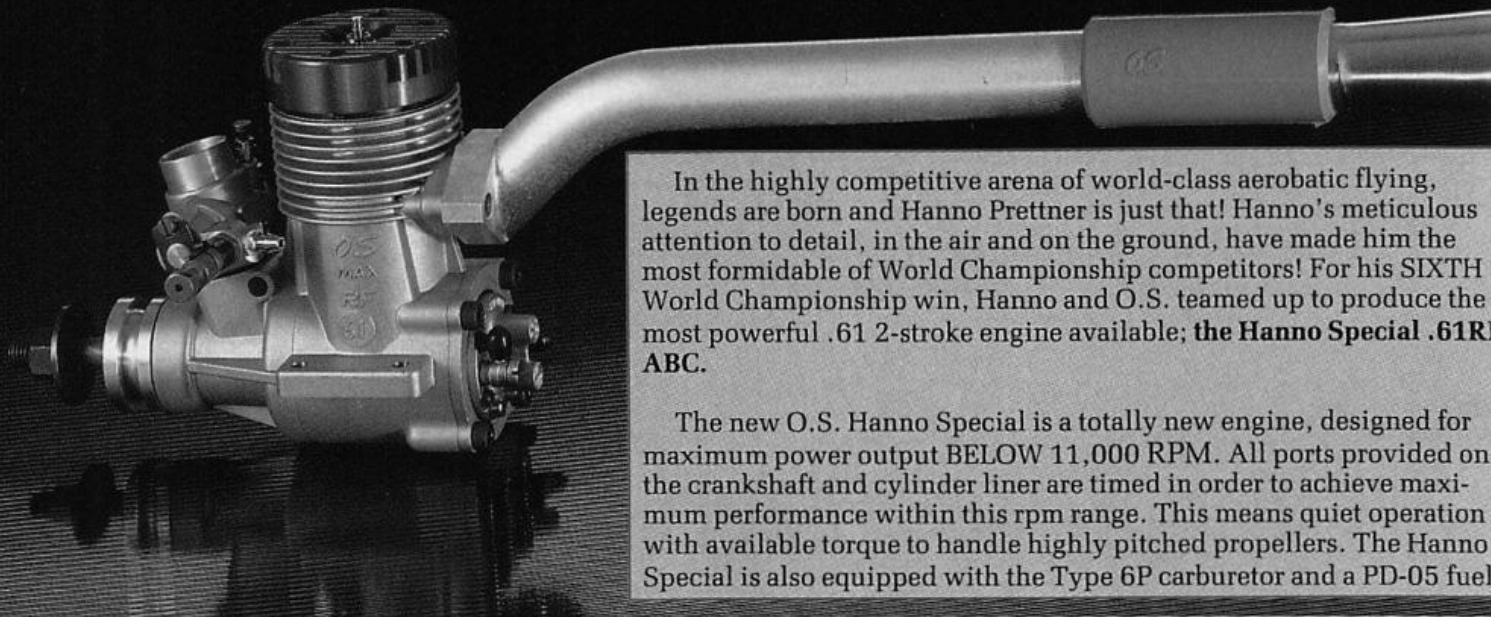 OS
OS
MAX
RF
61
In the highly competitive arena of world-class aerobatic flying,
legends are born and Hanno Prettner is just that! Hanno's meticulous
attention to detail, in the air and on the ground, have made him the
most formidable of World Championship competitors! For his SIXTH
World Championship win, Hanno and O.S. teamed up to produce the
most powerful .61 2-stroke engine available; the Hanno Special
ABC.
The new O.S. Hanno Special is a totally new engine, designed for
maximum power output BELOW 11,000 RPM. All ports provided on
the crankshaft and cylinder liner are timed in order to achieve maxi-
mum performance within this rpm range. This means quiet operation
with available torque to handle highly pitched propellers. The Hanno
Special is also equipped with the Type 6P carburetor and a PD-05 fuel